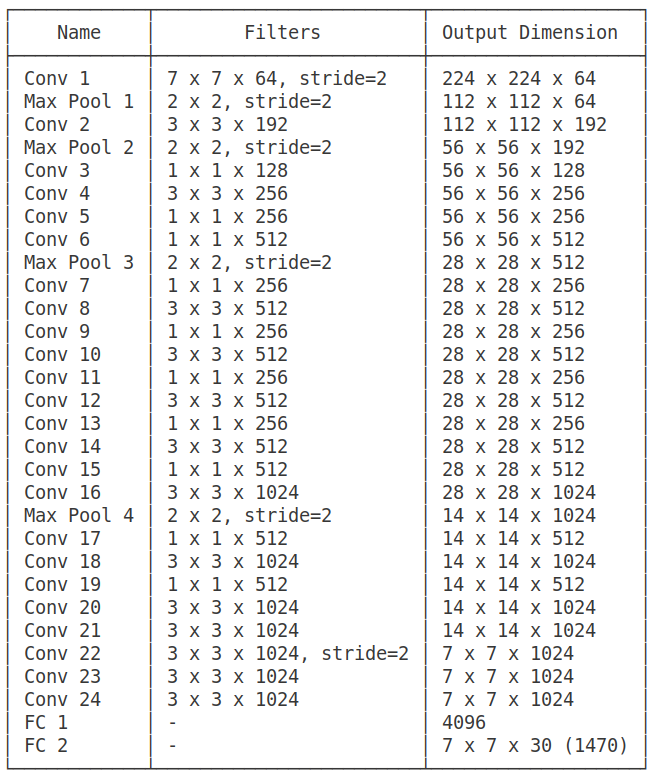 Name Filters Output Dimension
Conv 1 7 x 7 x 64, stride=2 224 x 224 x 64
Max Pool 1 2 x 2, stride=2 112 x 112 x 64
Conv 2 3 x 3 x 192 112 x 112 x 192
Max Pool 2 2 x 2, stride=2 56 x 56 x 192
Conv 3 1 x 1 x 128 56 x 56 x 128
Conv 4 3 x 3 x 256 56 x 56 x 256
Conv 5 1 x 1 x 256 56 x 56 x 256
Conv 6 1 x 1 x 512 56 x 56 x 512
Max Pool 3 2 x 2, stride=2 28 x 28 x 512
Conv 7 1 x 1 x 256 28 x 28 x 256
Conv 8 3 x 3 x 512 28 x 28 x 512
Conv 9 1 x 1 x 256 28 x 28 x 256
Conv 10 3 x 3 x 512 28 x 28 x 512
Conv 11 1 x 1 x 256 28 x 28 x 256
Conv 12 3 x 3 x 512 28 x 28 x 512
Conv 13 1 x 1 x 256 28 x 28 x 256
Conv 14 3 x 3 x 512 28 x 28 x 512
Conv 15 1 x 1 x 512 28 x 28 x 512
Conv 16 3 x 3 x 1024 28 x 28 x 1024
Max Pool 4 2 x 2, stride=2 14 x 14 x 1024
Conv 17 1 x 1 x 512 14 x 14 x 512
Conv 18 3 x 3 x 1024 14 x 14 x 1024
Conv 19 1 x 1 x 512 14 x 14 x 512
Conv 20 3 x 3 x 1024 14 x 14 x 1024
Conv 21 3 x 3 x 1024 14 x 14 x 1024
Conv 22 3 x 3 x 1024, stride=2 7 x 7 x 1024
Conv 23 3 x 3 x 1024 7 x 7 x 1024
Conv 24 3 x 3 x 1024 7 x 7 x 1024
FC 1 - 4096
FC 2 - 7 x 7 x 30 (1470)